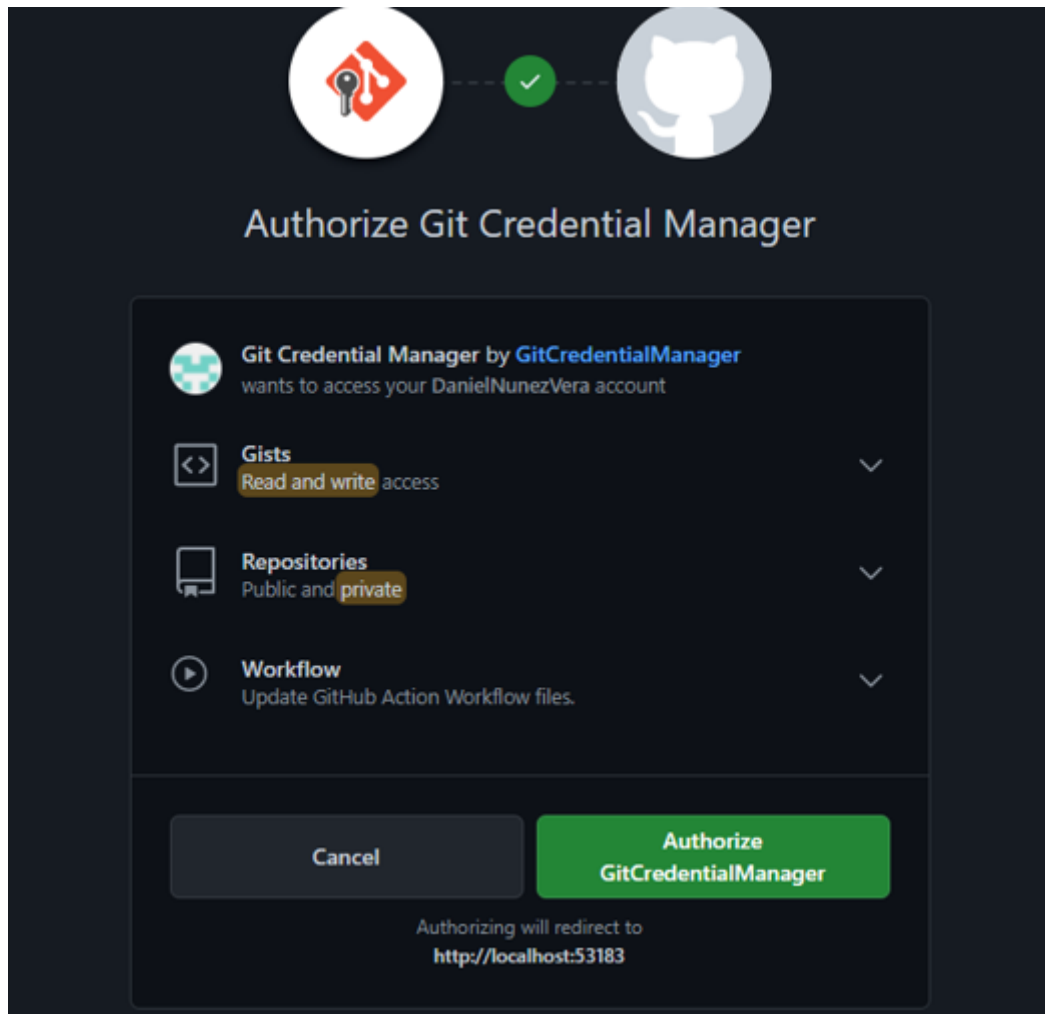 Authorize Git Credential Manager
Git Credential Manager by GitCredentialManager
wants to access your DanielNunezVera account
Gists
Read and write access
Repositories
Public and private
Workflow
Update GitHub Action Workflow files.
Cancel
Authorize
GitCredentialManager
Authorizing will redirect to
http://localhost:53183